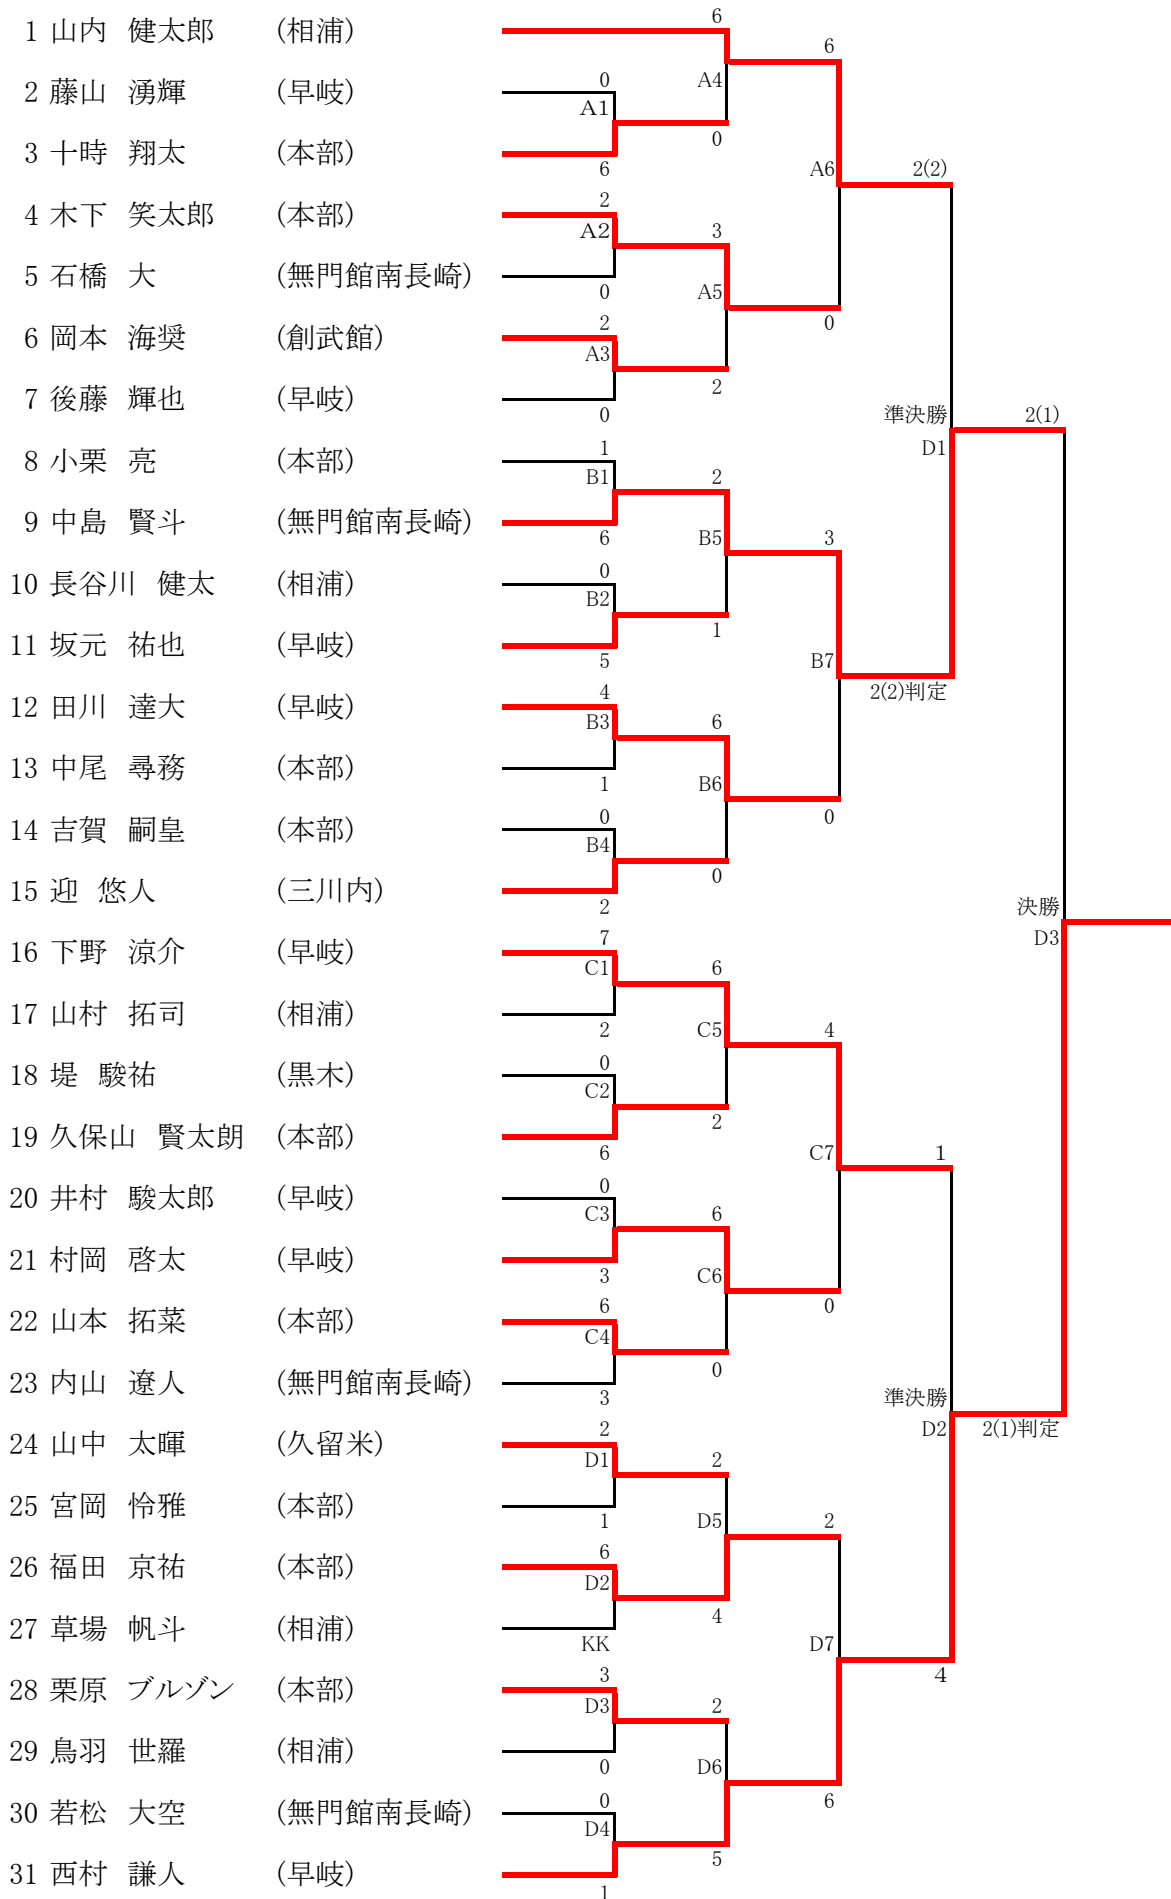 6
1 山内 健太郎 (相浦)
6
0
2 藤山 湧輝 (早岐)
A4
A1
0
3 十時 翔太 (本部)
6
A6
2(2)
2
4 木下 笑太郎 (本部)
A2
3
5 石橋 大 (無門館南長崎)
0
A5
2
0
6 岡本 海奨 (創武館)
A3
2
7 後藤 輝也 (早岐)
0
準決勝
2(1)
1
D1
8 小栗 亮 (本部)
B1
2
9 中島 賢斗 (無門館南長崎)
6
B5
3
0
10 長谷川 健太 (相浦)
B2
1
11 坂元 祐也 (早岐)
5
B7
4
2(2)判定
12 田川 達大 (早岐)
B3
6
13 中尾 尋務 (本部)
1
B6
0
0
14 吉賀 嗣皇 (本部)
B4
0
15 迎 悠人 (三川内)
2
決勝
7
D3
16 下野 涼介 (早岐)
C1
6
17 山村 拓司 (相浦)
2
C5
4
0
18 堤 駿祐 (黒木)
C2
2
19 久保山 賢太朗 (本部)
6
C7
1
0
20 井村 駿太郎 (早岐)
C3
6
21 村岡 啓太 (早岐)
3
C6
6
0
22 山本 拓菜 (本部)
C4
0
23 内山 遼人 (無門館南長崎)
3
準決勝
2
D2
2(1)判定
24 山中 太暉 (久留米)
D1
2
25 宮岡 怜雅 (本部)
1
D5
2
6
26 福田 京祐 (本部)
D2
4
27 草場 帆斗 (相浦)
KK
D7
3
4
28 栗原 ブルゾン (本部)
D3
2
29 鳥羽 世羅 (相浦)
0
D6
0
6
30 若松 大空 (無門館南長崎)
D4
5
31 西村 謙人 (早岐)
1